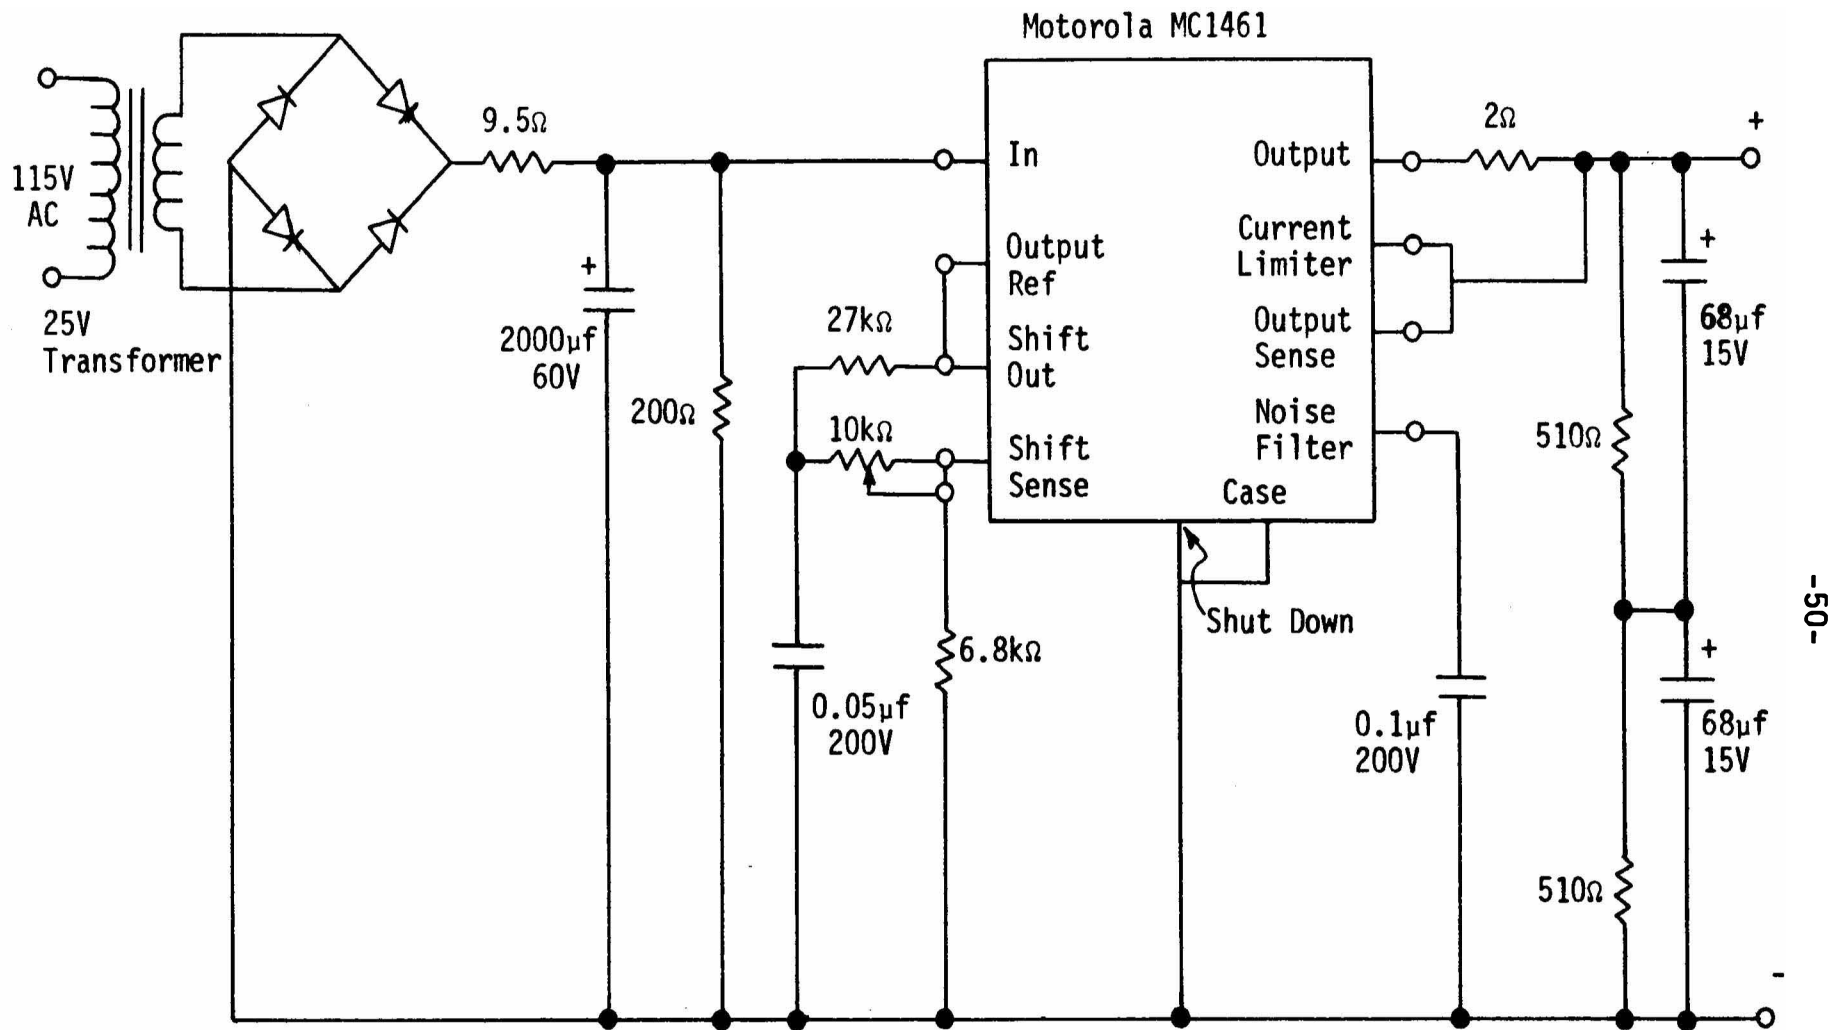 Motorola MC1461
115V
AC
25V
Transformer
9.5Ω
+
2000µf
60V
200Ω
27kΩ
10kΩ
0.05µf
200V
6.8kΩ
In
Output
Ref
Shift
Out
Shift
Sense
Output
Current
Limiter
Output
Sense
Noise
Filter
Case
Shut Down
0.1µf
200V
2Ω
+
+
68µf
15V
510Ω
+
68µf
15V
510Ω
-
-50-